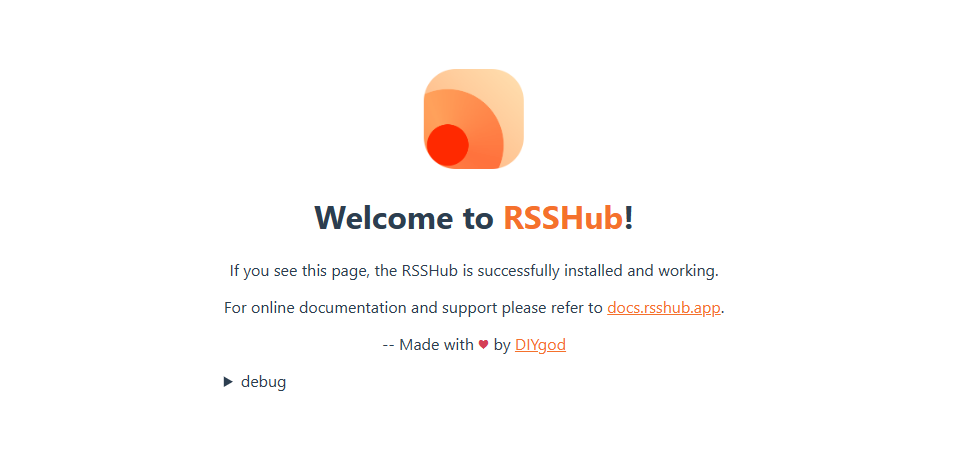 Welcome to RSSHub!
If you see this page, the RSSHub is successfully installed and working.
For online documentation and support please refer to docs.rsshub.app.
-- Made with ♥ by DIYgod
▶ debug